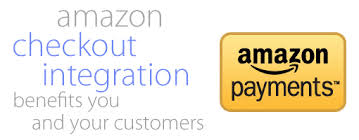 amazon
checkout
integration
benefits you
and your customers
amazon
payments™